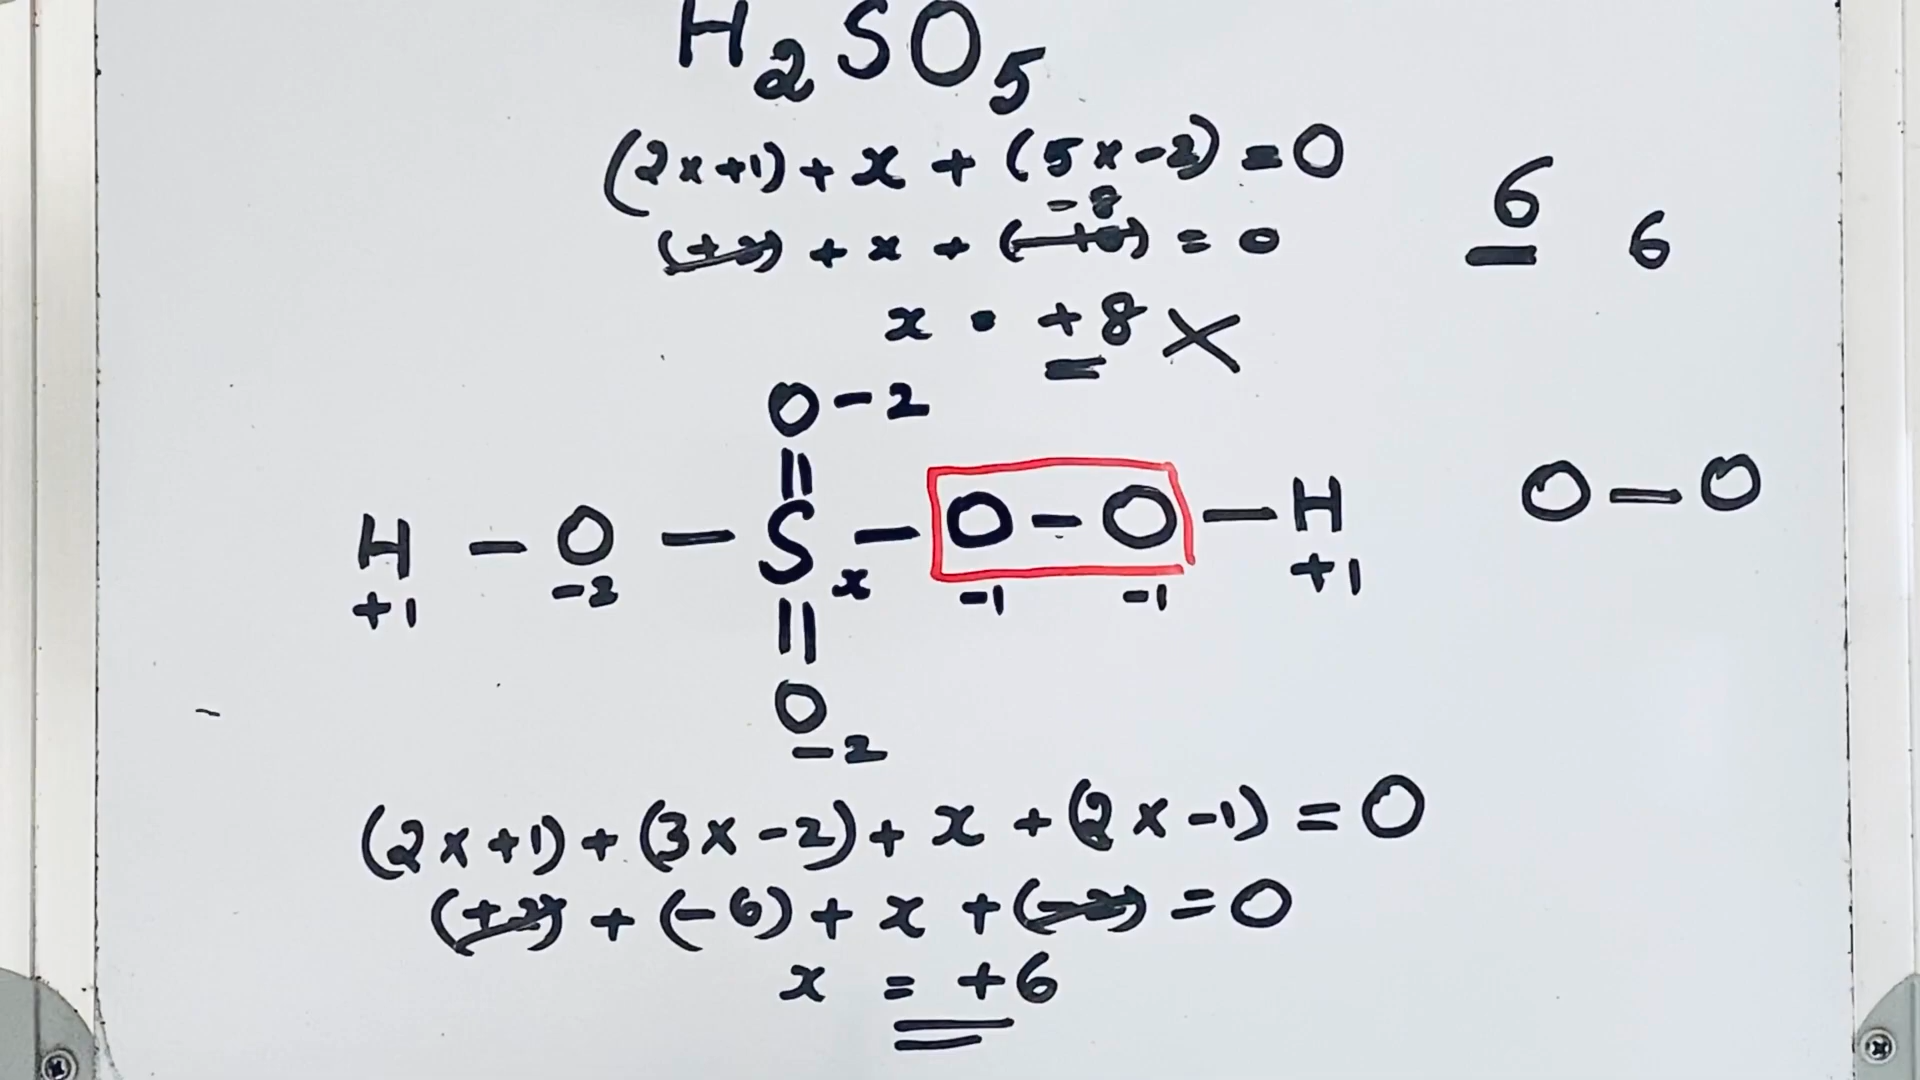 H₂SO₅
(2x+1) + x + (5x-2) = 0
-8
(+2) + x + (-10) = 0
x = +8 X
6 6
O-2
||
H - O - S - O - O - H
+1 -2 x -1 -1 +1
O - O
||
O
-2
(2x+1) + (3x-2) + x + (2x-1) = 0
(+2) + (-6) + x + (-2) = 0
x = +6